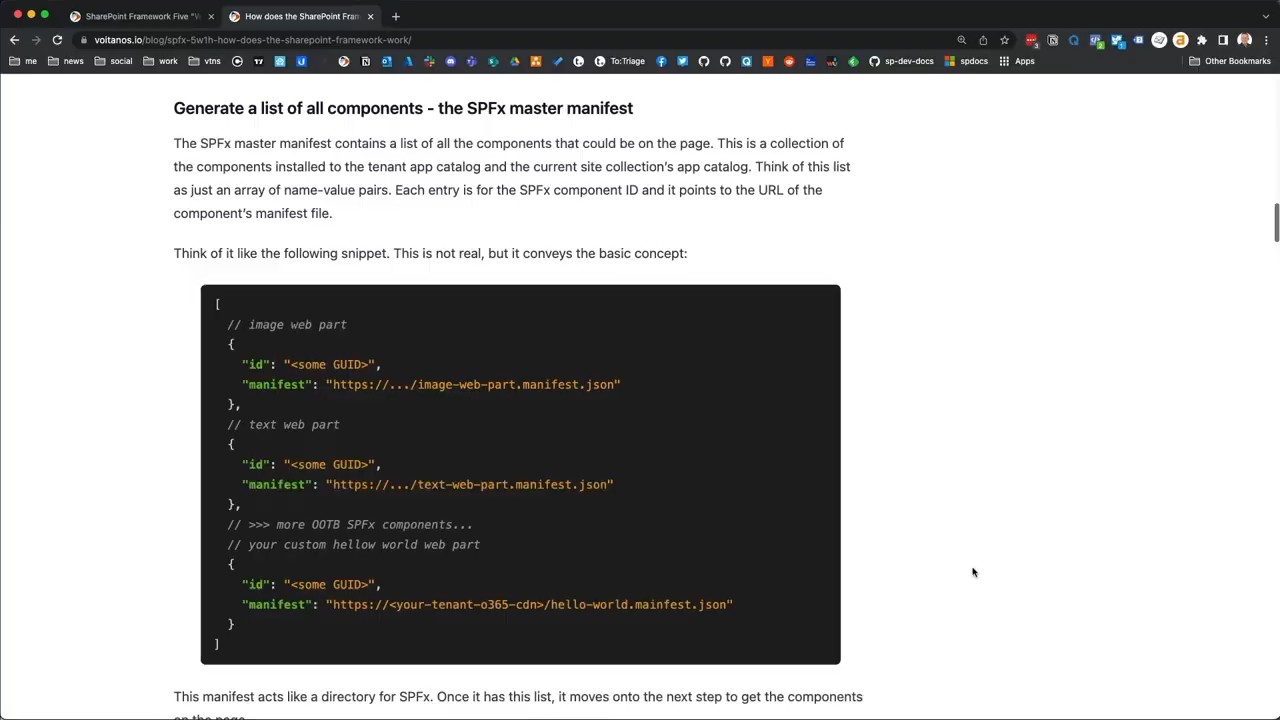 SharePoint Framework Five "W
How does the SharePoint Fram
voitanos.io/blog/spfx-5w1h-how-does-the-sharepoint-framework-work/
me
news
social
work
vtns
To:Triage
sp-dev-docs
spdocs
Apps
Other Bookmarks
Generate a list of all components - the SPFx master manifest
The SPFx master manifest contains a list of all the components that could be on the page. This is a collection of
the components installed to the tenant app catalog and the current site collection's app catalog. Think of this list
as just an array of name-value pairs. Each entry is for the SPFx component ID and it points to the URL of the
component's manifest file.
Think of it like the following snippet. This is not real, but it conveys the basic concept:
[
// image web part
{
"id": "<some GUID>",
"manifest": "https://.../image-web-part.manifest.json"
},
// text web part
{
"id": "<some GUID>",
"manifest": "https://.../text-web-part.manifest.json"
},
// >>> more OOTB SPFx components...
// your custom hellow world web part
{
"id": "<some GUID>",
"manifest": "https://<your-tenant-o365-cdn>/hello-world.mainfest.json"
}
]
This manifest acts like a directory for SPFx. Once it has this list, it moves onto the next step to get the components
on the page.